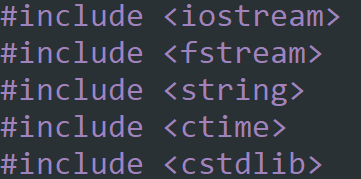 #include <iostream>
#include <fstream>
#include <string>
#include <ctime>
#include <cstdlib>